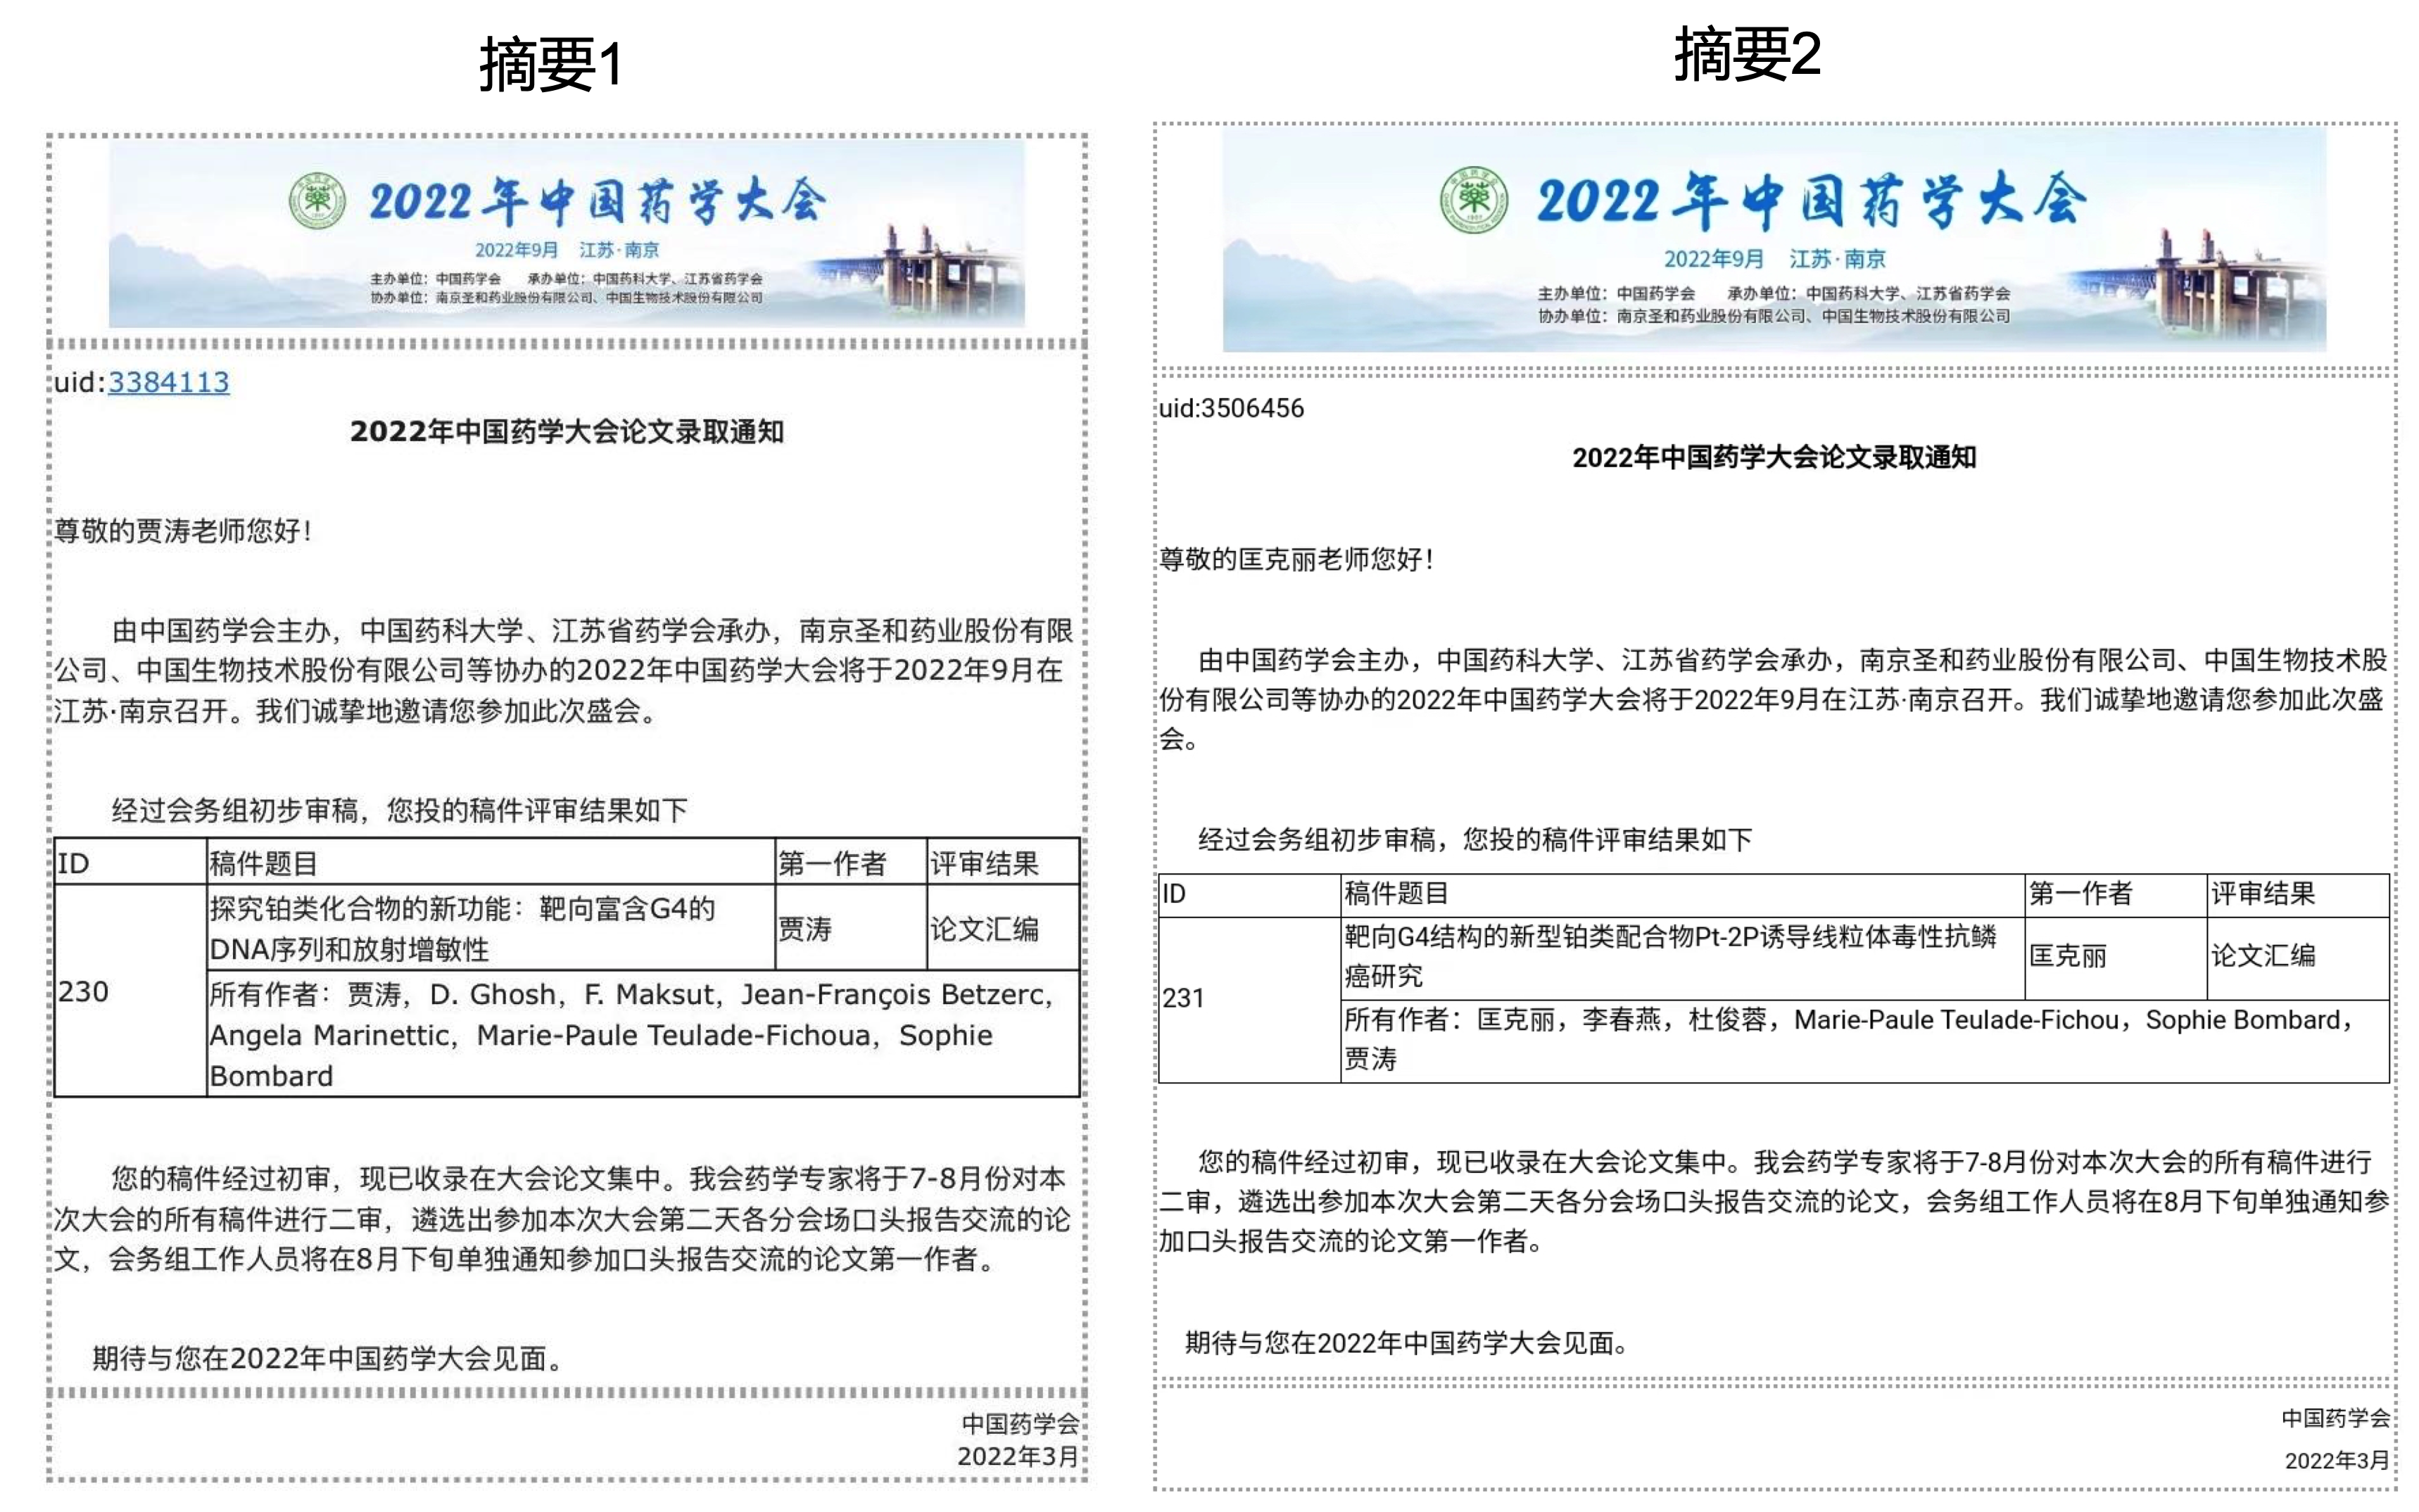 摘要1
2022年中国药学大会
2022年9月 江苏·南京
主办单位：中国药学会 承办单位：中国药科大学、江苏省药学会
协办单位：南京圣和药业股份有限公司、中国生物技术股份有限公司
uid:3384113
2022年中国药学大会论文录取通知
尊敬的贾涛老师您好！
由中国药学会主办，中国药科大学、江苏省药学会承办，南京圣和药业股份有限
公司、中国生物技术股份有限公司等协办的2022年中国药学大会将于2022年9月在
江苏·南京召开。我们诚挚地邀请您参加此次盛会。
经过会务组初步审稿，您投的稿件评审结果如下
ID 稿件题目 第一作者 评审结果
230
探究铂类化合物的新功能：靶向富含G4的
DNA序列和放射增敏性
贾涛
论文汇编
所有作者：贾涛，D. Ghosh，F. Maksut，Jean-François Betzerc，
Angela Marinettic，Marie-Paule Teulade-Fichoua，Sophie
Bombard
您的稿件经过初审，现已收录在大会论文集中。我会药学专家将于7-8月份对本
次大会的所有稿件进行二审，遴选出参加本次大会第二天各分会场口头报告交流的论
文，会务组工作人员将在8月下旬单独通知参加口头报告交流的论文第一作者。
期待与您在2022年中国药学大会见面。
中国药学会
2022年3月
摘要2
2022年中国药学大会
2022年9月 江苏·南京
主办单位：中国药学会 承办单位：中国药科大学、江苏省药学会
协办单位：南京圣和药业股份有限公司、中国生物技术股份有限公司
uid:3506456
2022年中国药学大会论文录取通知
尊敬的匡克丽老师您好！
由中国药学会主办，中国药科大学、江苏省药学会承办，南京圣和药业股份有限公司、中国生物技术股
份有限公司等协办的2022年中国药学大会将于2022年9月在江苏·南京召开。我们诚挚地邀请您参加此次盛
会。
经过会务组初步审稿，您投的稿件评审结果如下
ID 稿件题目 第一作者 评审结果
231
靶向G4结构的新型铂类配合物Pt-2P诱导线粒体毒性抗鳞
癌研究
匡克丽
论文汇编
所有作者：匡克丽，李春燕，杜俊蓉，Marie-Paule Teulade-Fichou，Sophie Bombard，
贾涛
您的稿件经过初审，现已收录在大会论文集中。我会药学专家将于7-8月份对本次大会的所有稿件进行
二审，遴选出参加本次大会第二天各分会场口头报告交流的论文，会务组工作人员将在8月下旬单独通知参
加口头报告交流的论文第一作者。
期待与您在2022年中国药学大会见面。
中国药学会
2022年3月